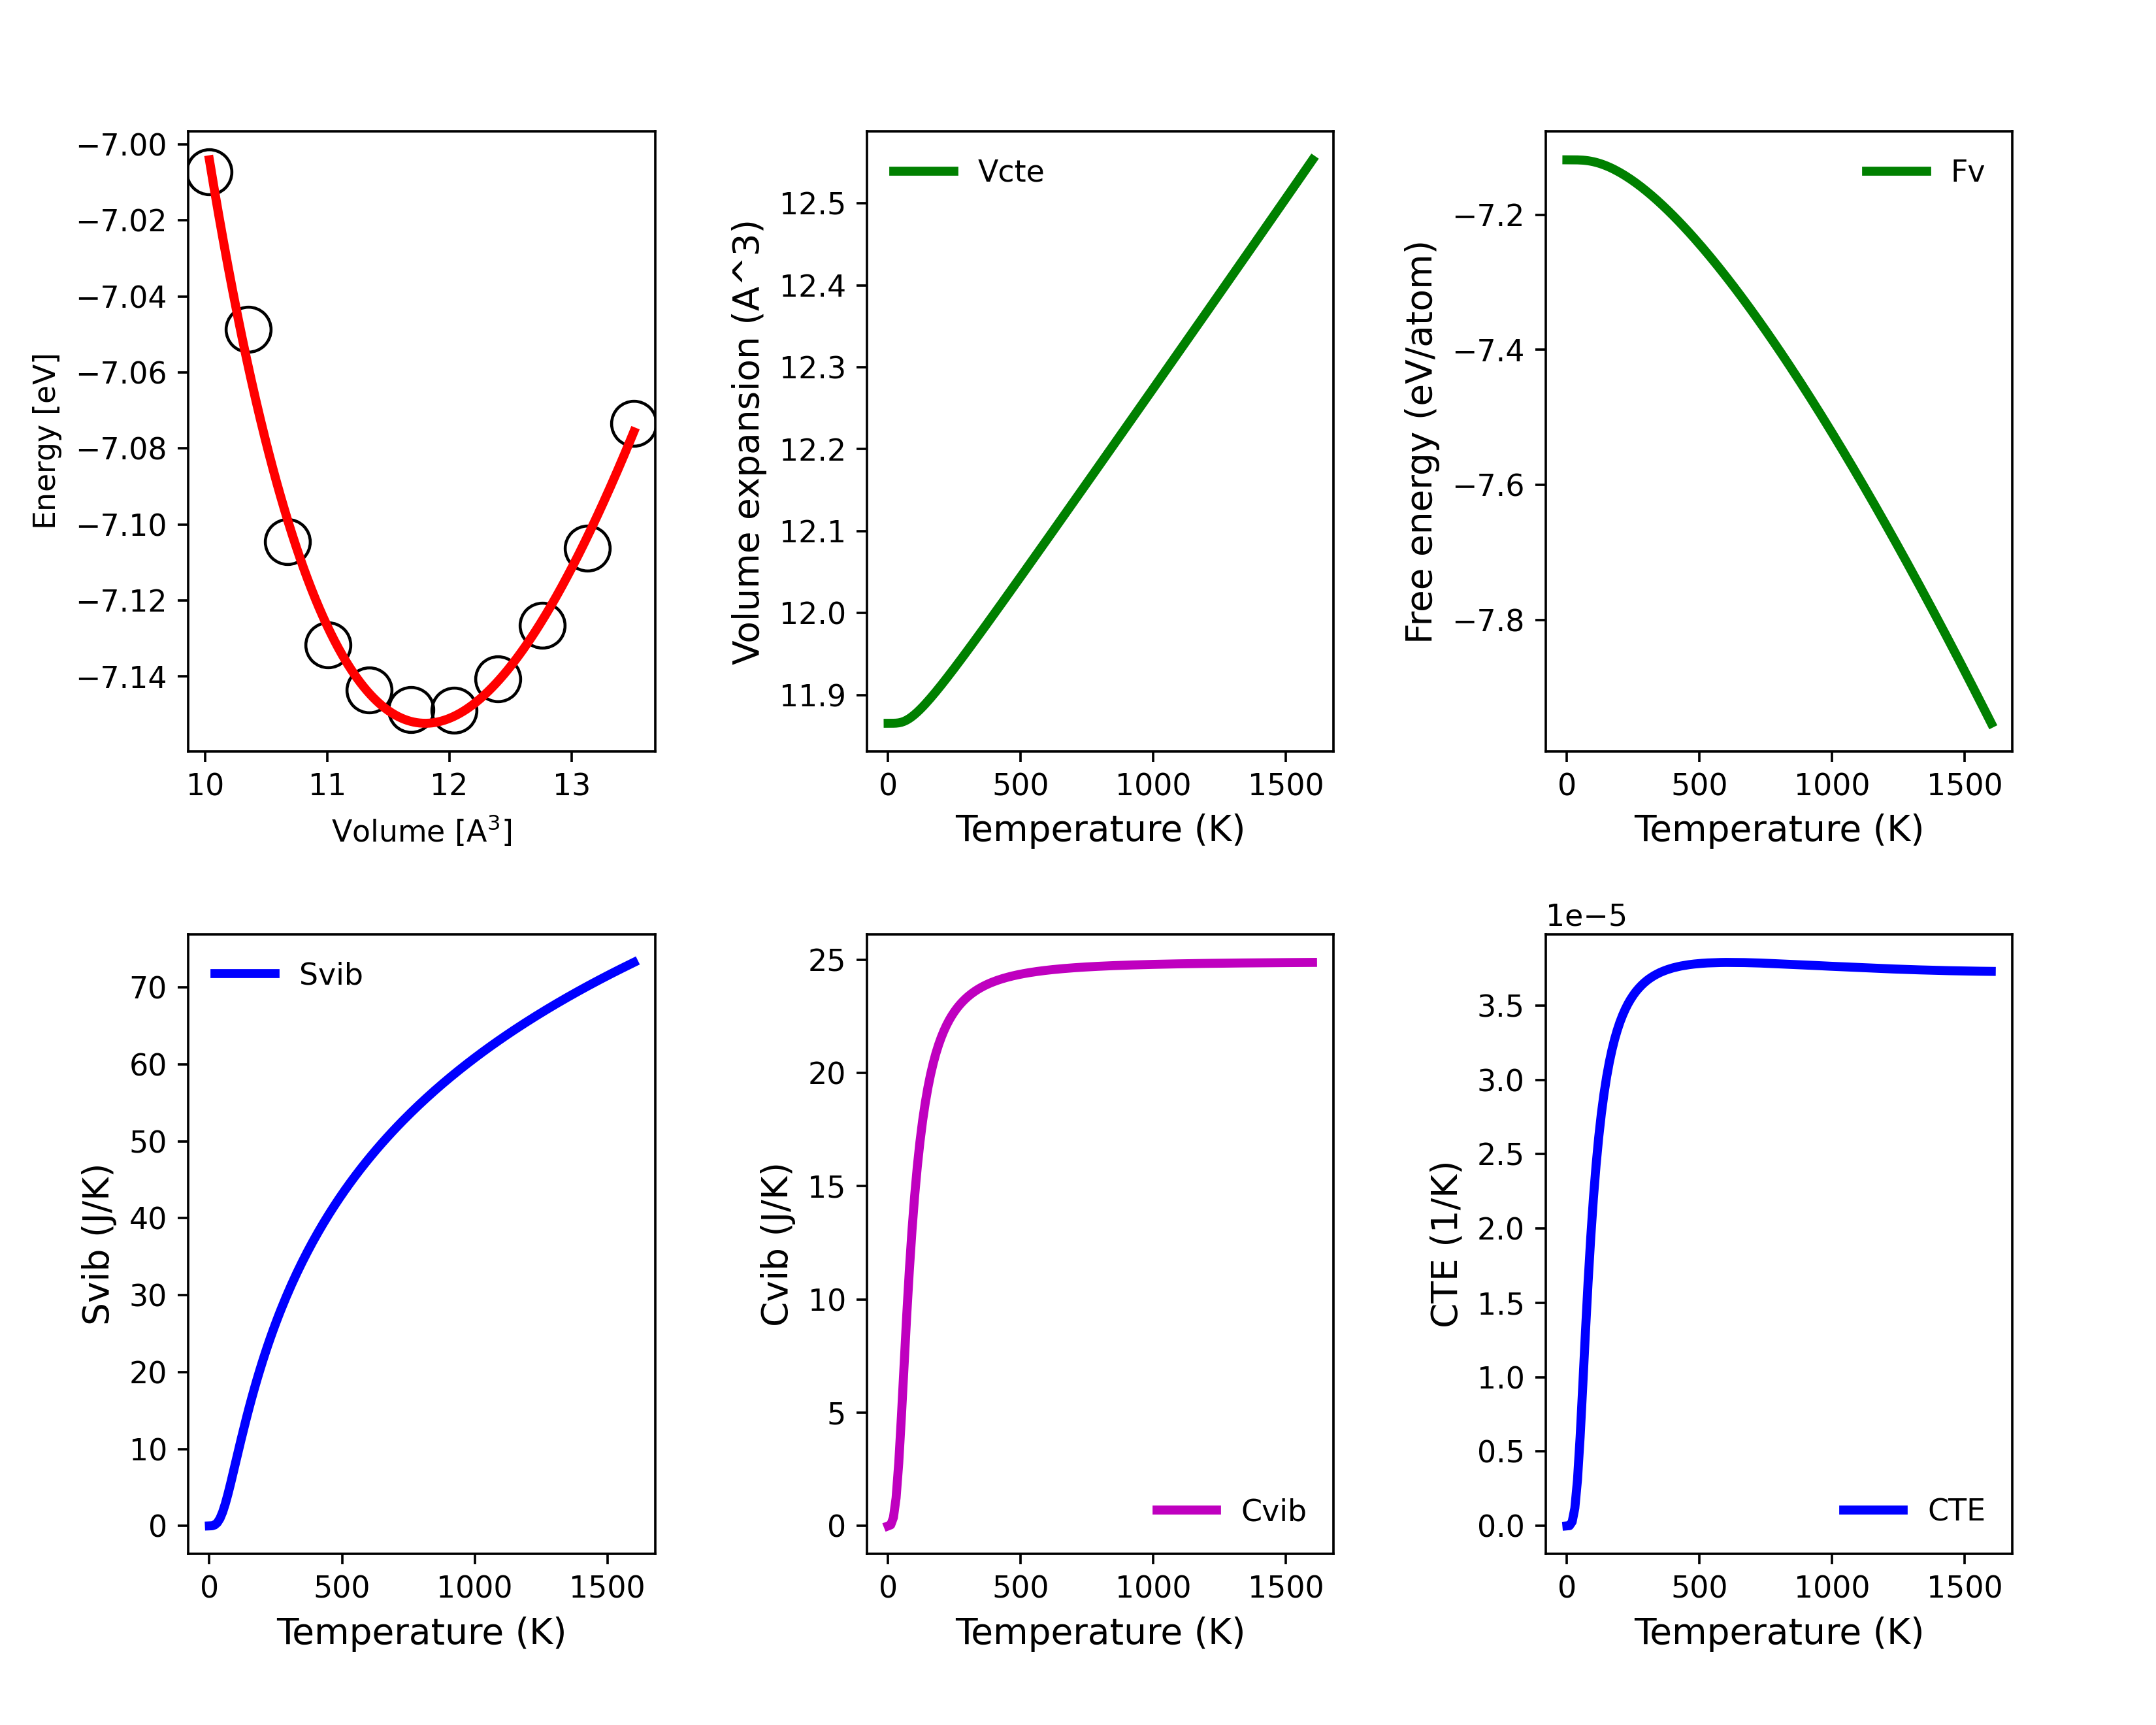 −7.00
−7.02
−7.04
−7.06
−7.08
−7.10
−7.12
−7.14
Energy [eV]
10 11 12 13
Volume [A³]
Vcte
12.5
12.4
12.3
12.2
12.1
12.0
11.9
Volume expansion (A^3)
0 500 1000 1500
Temperature (K)
Fv
−7.2
−7.4
−7.6
−7.8
Free energy (eV/atom)
0 500 1000 1500
Temperature (K)
Svib
70
60
50
40
30
20
10
0
Svib (J/K)
0 500 1000 1500
Temperature (K)
25
20
15
10
5
0
Cvib (J/K)
Cvib
0 500 1000 1500
Temperature (K)
1e−5
3.5
3.0
2.5
2.0
1.5
1.0
0.5
0.0
CTE (1/K)
CTE
0 500 1000 1500
Temperature (K)